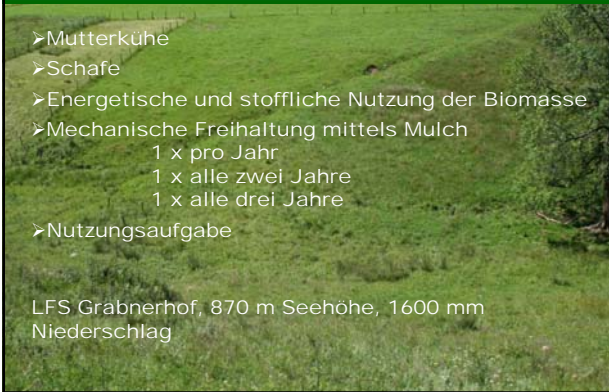 ➢Mutterkühe
➢Schafe
➢Energetische und stoffliche Nutzung der Biomasse
➢Mechanische Freihaltung mittels Mulch
1 x pro Jahr
1 x alle zwei Jahre
1 x alle drei Jahre
➢Nutzungsaufgabe
LFS Grabnerhof, 870 m Seehöhe, 1600 mm
Niederschlag